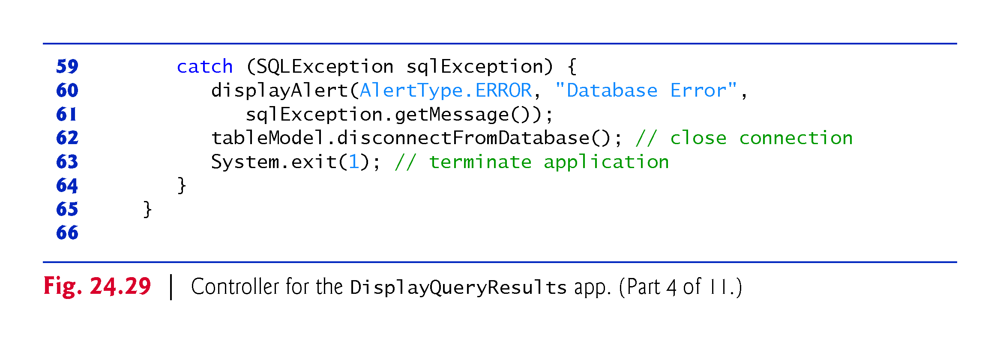 59         catch (SQLException sqlException) {
60            displayAlert(AlertType.ERROR, "Database Error",
61               sqlException.getMessage());
62            tableModel.disconnectFromDatabase(); // close connection
63            System.exit(1); // terminate application
64         }
65      }
66
Fig. 24.29 | Controller for the DisplayQueryResults app. (Part 4 of 11.)